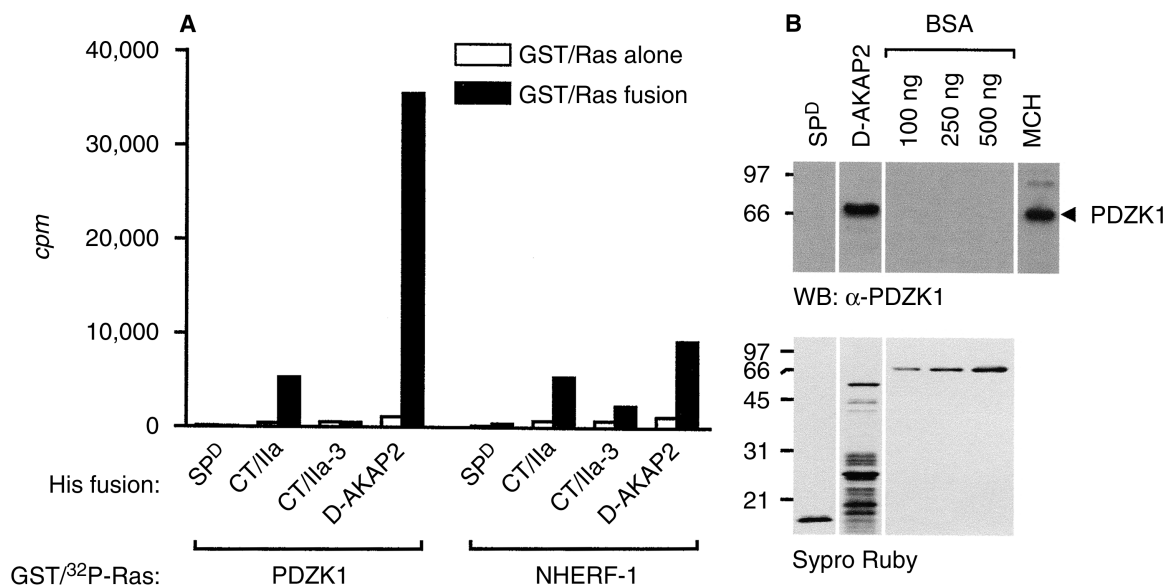 A
40,000
30,000
20,000
10,000
0
cpm
GST/Ras alone
GST/Ras fusion
His fusion:
SPᴰ
CT/IIa
CT/IIa-3
D-AKAP2
SPᴰ
CT/IIa
CT/IIa-3
D-AKAP2
GST/³²P-Ras:
PDZK1
NHERF-1
B
BSA
SPᴰ
D-AKAP2
100 ng
250 ng
500 ng
MCH
97
66
PDZK1
WB: α-PDZK1
97
66
45
31
21
Sypro Ruby